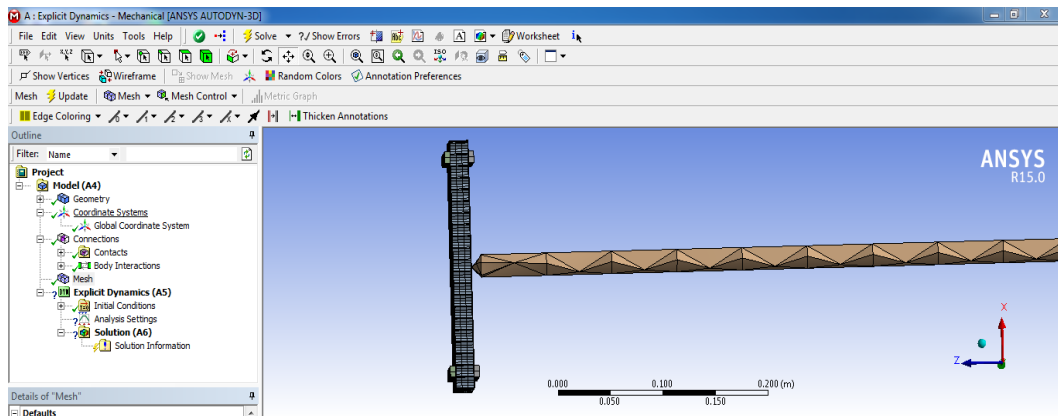 A : Explicit Dynamics - Mechanical [ANSYS AUTODYN-3D]
File Edit View Units Tools Help Solve ?/ Show Errors A Worksheet
Show Vertices Wireframe Show Mesh Random Colors Annotation Preferences
Mesh Update Mesh Mesh Control Metric Graph
Edge Coloring Thicken Annotations
Outline
Filter: Name
Project
Model (A4)
Geometry
Coordinate Systems
Global Coordinate System
Connections
Contacts
Body Interactions
Mesh
Explicit Dynamics (A5)
Initial Conditions
Analysis Settings
Solution (A6)
Solution Information
Details of "Mesh"
Defaults
ANSYS
R15.0
X
Z
0.000 0.100 0.200 (m)
0.050 0.150